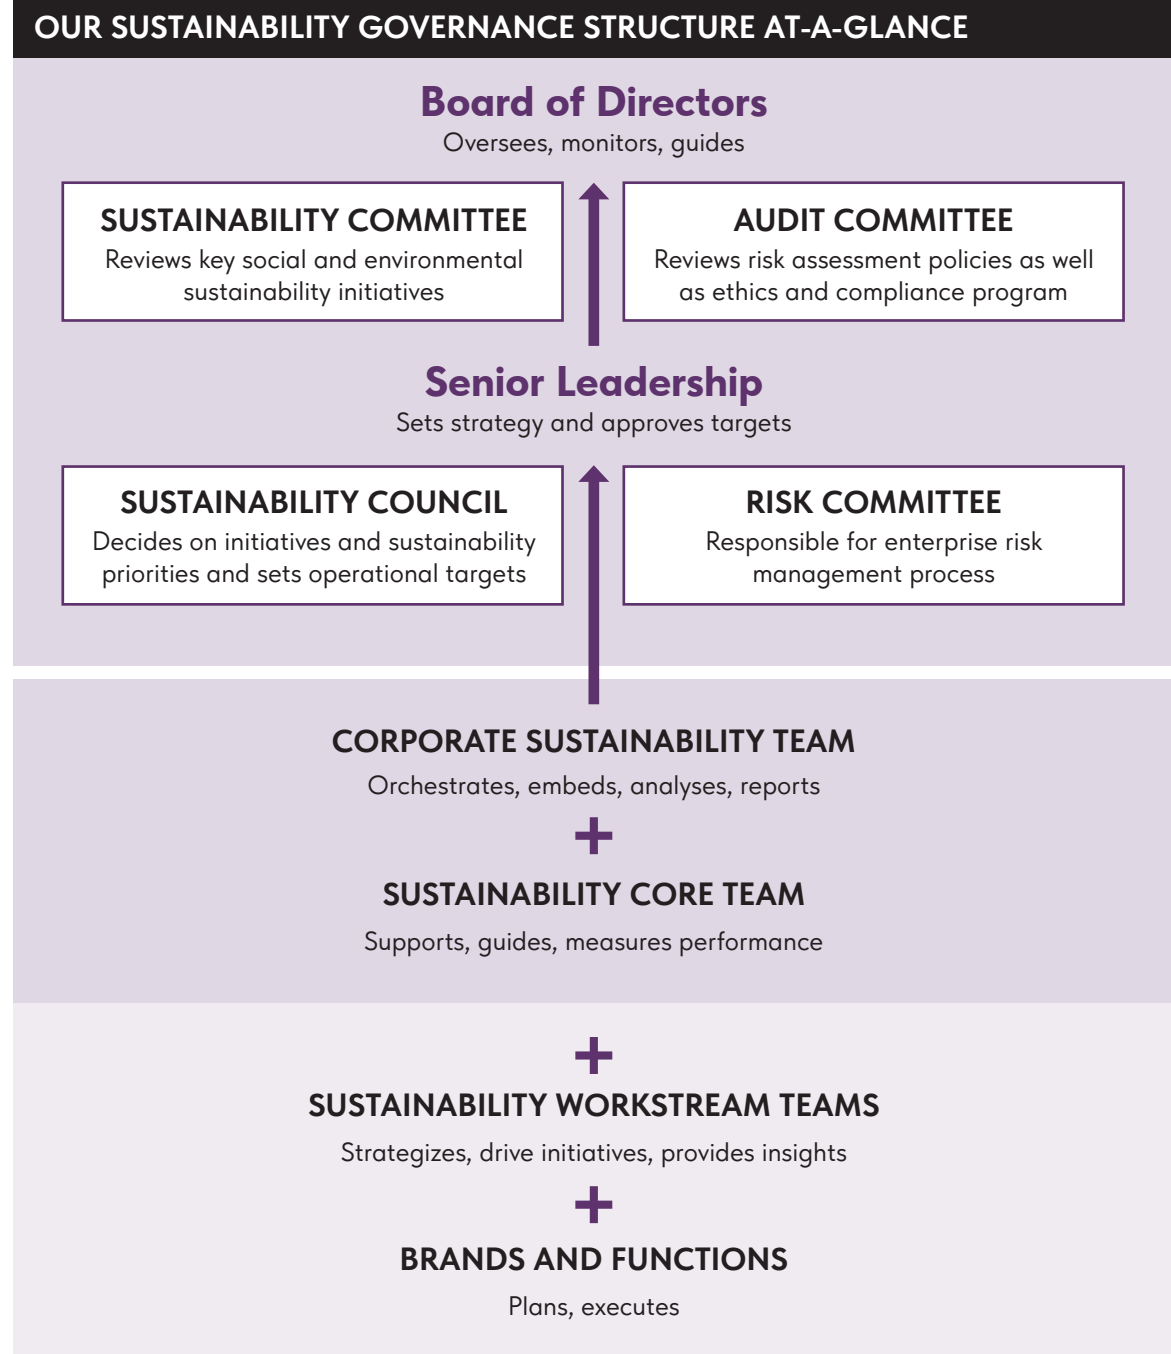 OUR SUSTAINABILITY GOVERNANCE STRUCTURE AT-A-GLANCE
Board of Directors
Oversees, monitors, guides
SUSTAINABILITY COMMITTEE
Reviews key social and environmental
sustainability initiatives
AUDIT COMMITTEE
Reviews risk assessment policies as well
as ethics and compliance program
Senior Leadership
Sets strategy and approves targets
SUSTAINABILITY COUNCIL
Decides on initiatives and sustainability
priorities and sets operational targets
RISK COMMITTEE
Responsible for enterprise risk
management process
CORPORATE SUSTAINABILITY TEAM
Orchestrates, embeds, analyses, reports
+
SUSTAINABILITY CORE TEAM
Supports, guides, measures performance
+
SUSTAINABILITY WORKSTREAM TEAMS
Strategizes, drive initiatives, provides insights
+
BRANDS AND FUNCTIONS
Plans, executes